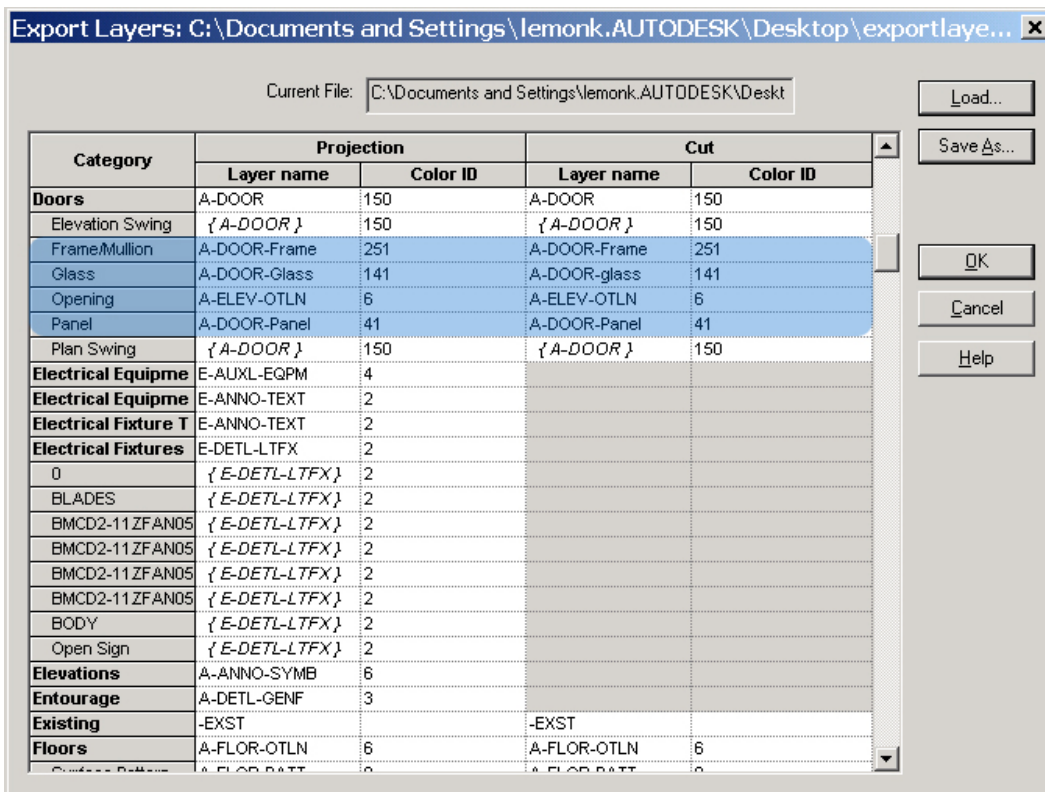 Export Layers: C:\Documents and Settings\lemonk.AUTODESK\Desktop\exportlaye...
Current File: C:\Documents and Settings\lemonk.AUTODESK\Deskt
Load...
Save As...
Category Projection Cut
Layer name Color ID Layer name Color ID
Doors A-DOOR 150 A-DOOR 150
Elevation Swing { A-DOOR } 150 { A-DOOR } 150
Frame/Mullion A-DOOR-Frame 251 A-DOOR-Frame 251
Glass A-DOOR-Glass 141 A-DOOR-glass 141
Opening A-ELEV-OTLN 6 A-ELEV-OTLN 6
Panel A-DOOR-Panel 41 A-DOOR-Panel 41
Plan Swing { A-DOOR } 150 { A-DOOR } 150
Electrical Equipme E-AUXL-EQPM 4
Electrical Equipme E-ANNO-TEXT 2
Electrical Fixture T E-ANNO-TEXT 2
Electrical Fixtures E-DETL-LTFX 2
0 { E-DETL-LTFX } 2
BLADES { E-DETL-LTFX } 2
BMCD2-11ZFAN05 { E-DETL-LTFX } 2
BMCD2-11ZFAN05 { E-DETL-LTFX } 2
BMCD2-11ZFAN05 { E-DETL-LTFX } 2
BMCD2-11ZFAN05 { E-DETL-LTFX } 2
BODY { E-DETL-LTFX } 2
Open Sign { E-DETL-LTFX } 2
Elevations A-ANNO-SYMB 6
Entourage A-DETL-GENF 3
Existing -EXST -EXST
Floors A-FLOR-OTLN 6 A-FLOR-OTLN 6
OK
Cancel
Help